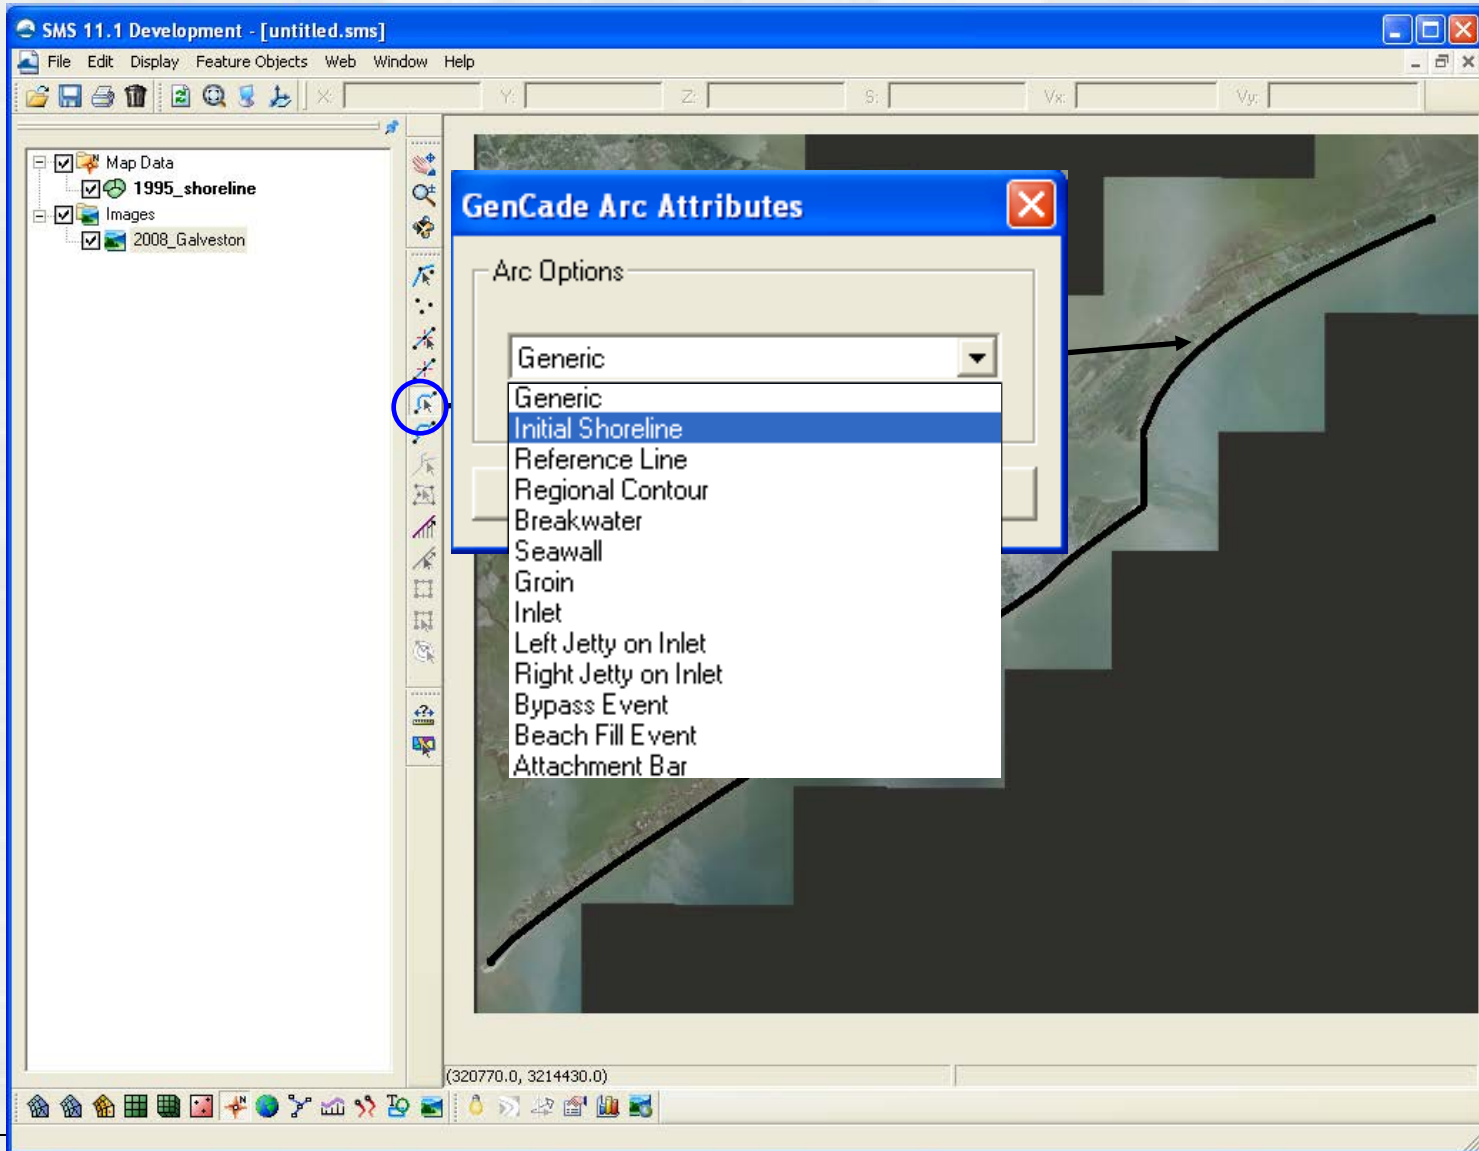 SMS 11.1 Development - [untitled.sms]
File Edit Display Feature Objects Web Window Help
X: Y: Z: S: Vx: Vy:
Map Data
1995_shoreline
Images
2008_Galveston
GenCade Arc Attributes
Arc Options
Generic
Generic
Initial Shoreline
Reference Line
Regional Contour
Breakwater
Seawall
Groin
Inlet
Left Jetty on Inlet
Right Jetty on Inlet
Bypass Event
Beach Fill Event
Attachment Bar
(320770.0, 3214430.0)